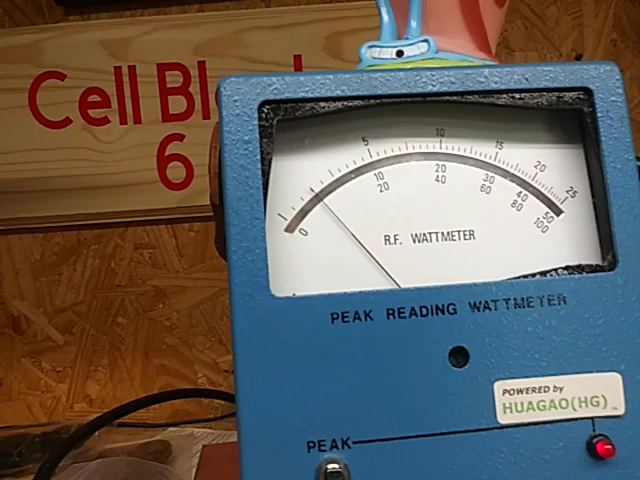 Cell Bl
6
5
10
15
20
25
0
10
20
30
40
50
20
40
60
80
100
R.F. WATTMETER
PEAK READING WATTMETER
POWERED by
HUAGAO(HG)
PEAK